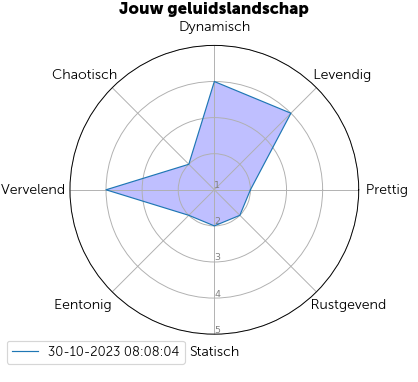 Jouw geluidslandschap
Dynamisch
Chaotisch
Levendig
Vervelend
1
Prettig
2
3
4
Eentonig
Rustgevend
5
30-10-2023 08:08:04
Statisch